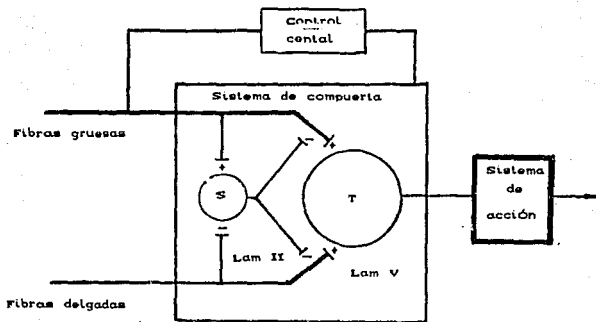 Control
cental
Sistema de compuerta
Fibras gruesas
+
-
+
S
T
Sistema
de
acción
-
-
+
Lam II
Lam V
Fibras delgadas